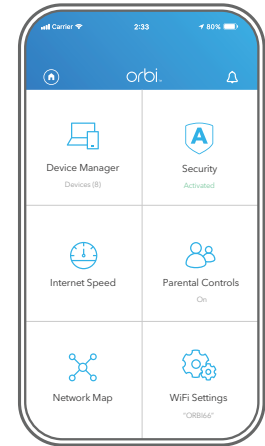 Carrier 2:33 80%
orbi™
Device Manager
Devices (8)
Security
Activated
Internet Speed
Parental Controls
On
Network Map
WiFi Settings
"ORBI66"